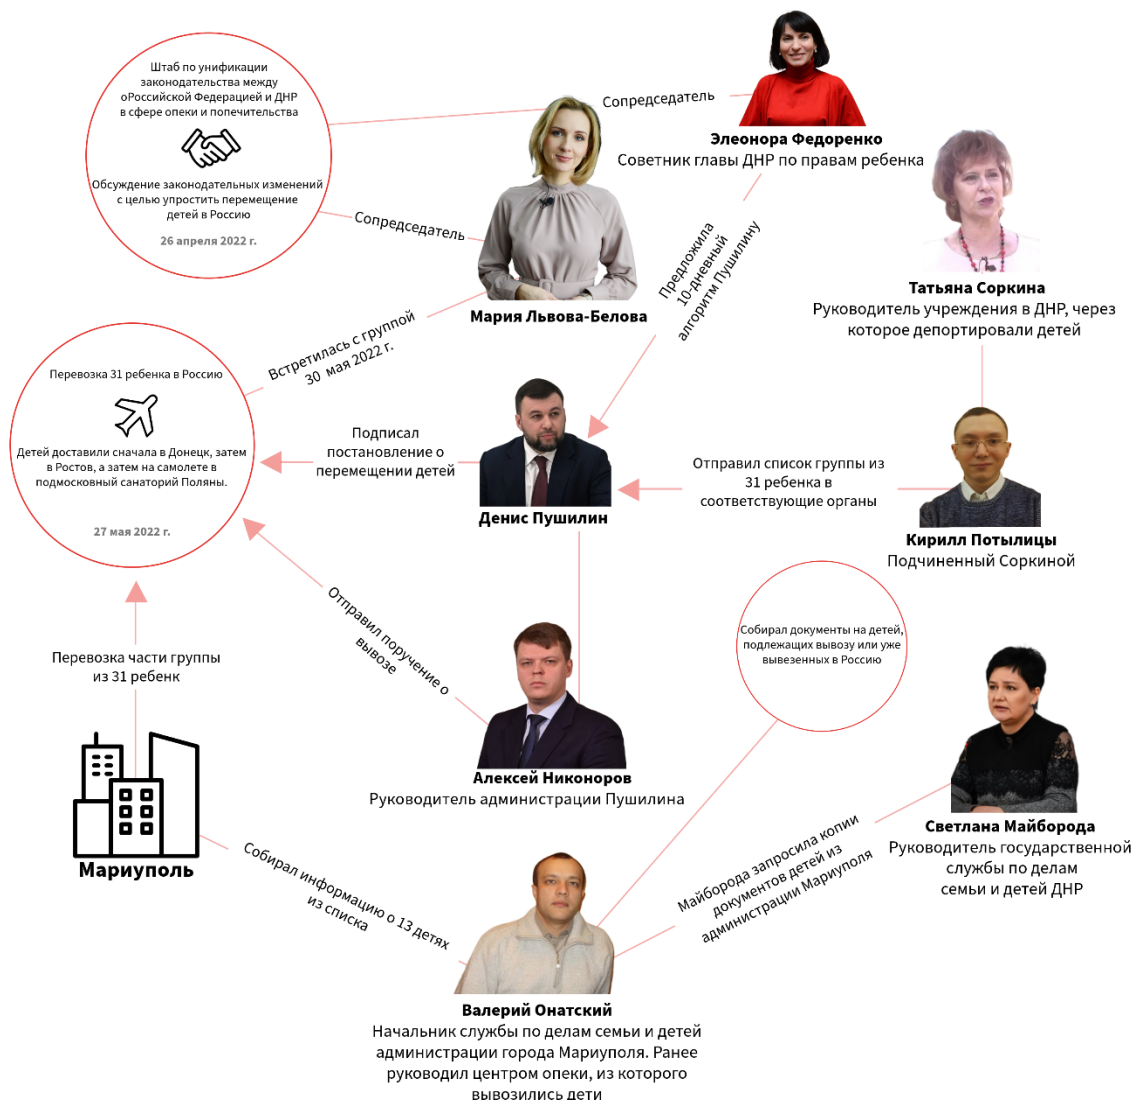 Штаб по унификации
законодательства между
оРоссийской Федерацией и ДНР
в сфере опеки и попечительства
Обсуждение законодательных изменений
с целью упростить перемещение
детей в Россию
26 апреля 2022 г.
Сопредседатель
Элеонора Федоренко
Советник главы ДНР по правам ребенка
Сопредседатель
Мария Львова-Белова
Предложила
10-дневный
алгоритм Пушилину
Татьяна Соркина
Руководитель учреждения в ДНР, через
которое депортировали детей
Встретилась с группой
30 мая 2022 г.
Перевозка 31 ребенка в Россию
Детей доставили сначала в Донецк, затем
в Ростов, а затем на самолете в
подмосковный санаторий Поляны.
27 мая 2022 г.
Подписал
постановление о
перемещении детей
Денис Пушилин
Отправил список группы из
31 ребенка в
соответствующие органы
Кирилл Потылицы
Подчиненный Соркиной
Отправил поручение о
вывозе
Собирал документы на детей,
подлежащих вывозу или уже
вывезенных в Россию
Перевозка части группы
из 31 ребенк
Алексей Никоноров
Руководитель администрации Пушилина
Мариуполь
Светлана Майборода
Руководитель государственной
службы по делам
семьи и детей ДНР
Собирал информацию о 13 детях
из списка
Майборода запросила копии
документов детей из
администрации Мариуполя
Валерий Онатский
Начальник службы по делам семьи и детей
администрации города Мариуполя. Ранее
руководил центром опеки, из которого
вывозились дети